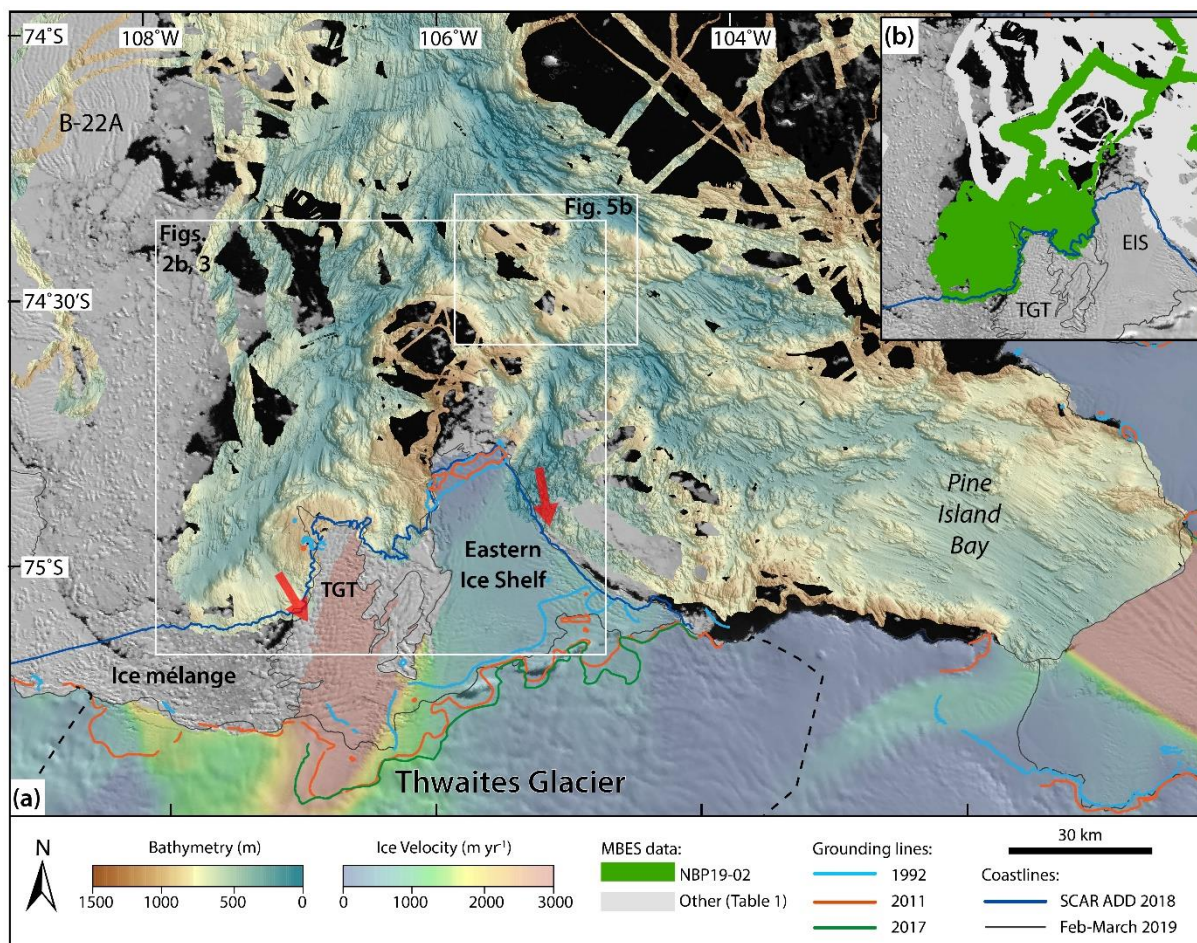 74˚S
108˚W
106˚W
104˚W
(b)
B-22A
Fig. 5b
Figs.
2b, 3
EIS
TGT
74˚30'S
Pine
Island
Bay
Eastern
Ice Shelf
75˚S
TGT
Ice mélange
Thwaites Glacier
(a)
N
Bathymetry (m)
1500 1000 500 0
Ice Velocity (m yr⁻¹)
0 1000 2000 3000
MBES data:
NBP19-02
Other (Table 1)
Grounding lines:
1992
2011
2017
30 km
Coastlines:
SCAR ADD 2018
Feb-March 2019